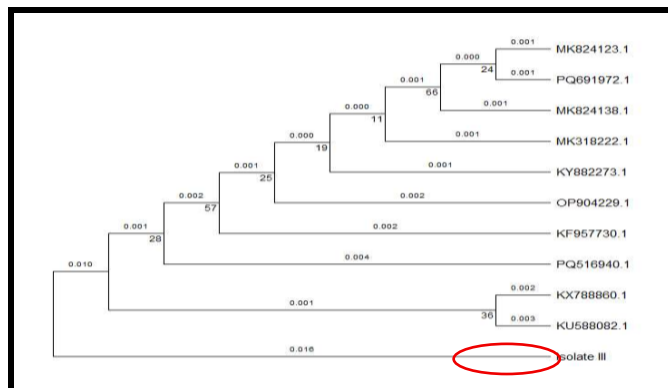 0.001
MK824123.1
0.000
24
0.001
PQ691972.1
0.001
66
0.001
MK824138.1
0.000
11
0.001
MK318222.1
0.000
19
0.001
KY882273.1
0.001
25
0.002
OP904229.1
0.002
57
0.002
KF957730.1
0.001
28
0.004
PQ516940.1
0.010
0.002
KX788860.1
0.001
36
0.003
KU588082.1
0.016
isolate III